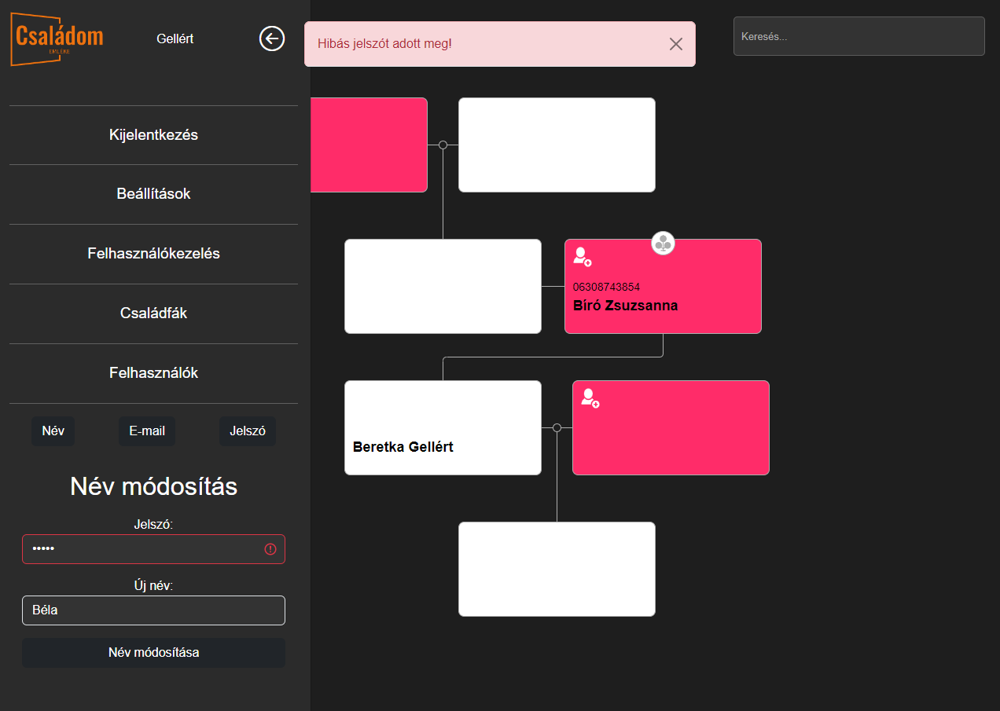 Családom
EMLÉKE
Gellért
Hibás jelszót adott meg!
Keresés...
Kijelentkezés
Beállítások
Felhasználókezelés
Családfák
Felhasználók
Név
E-mail
Jelszó
Név módosítás
Jelszó:
•••••
Új név:
Béla
Név módosítása
06308743854
Bíró Zsuzsanna
Beretka Gellért